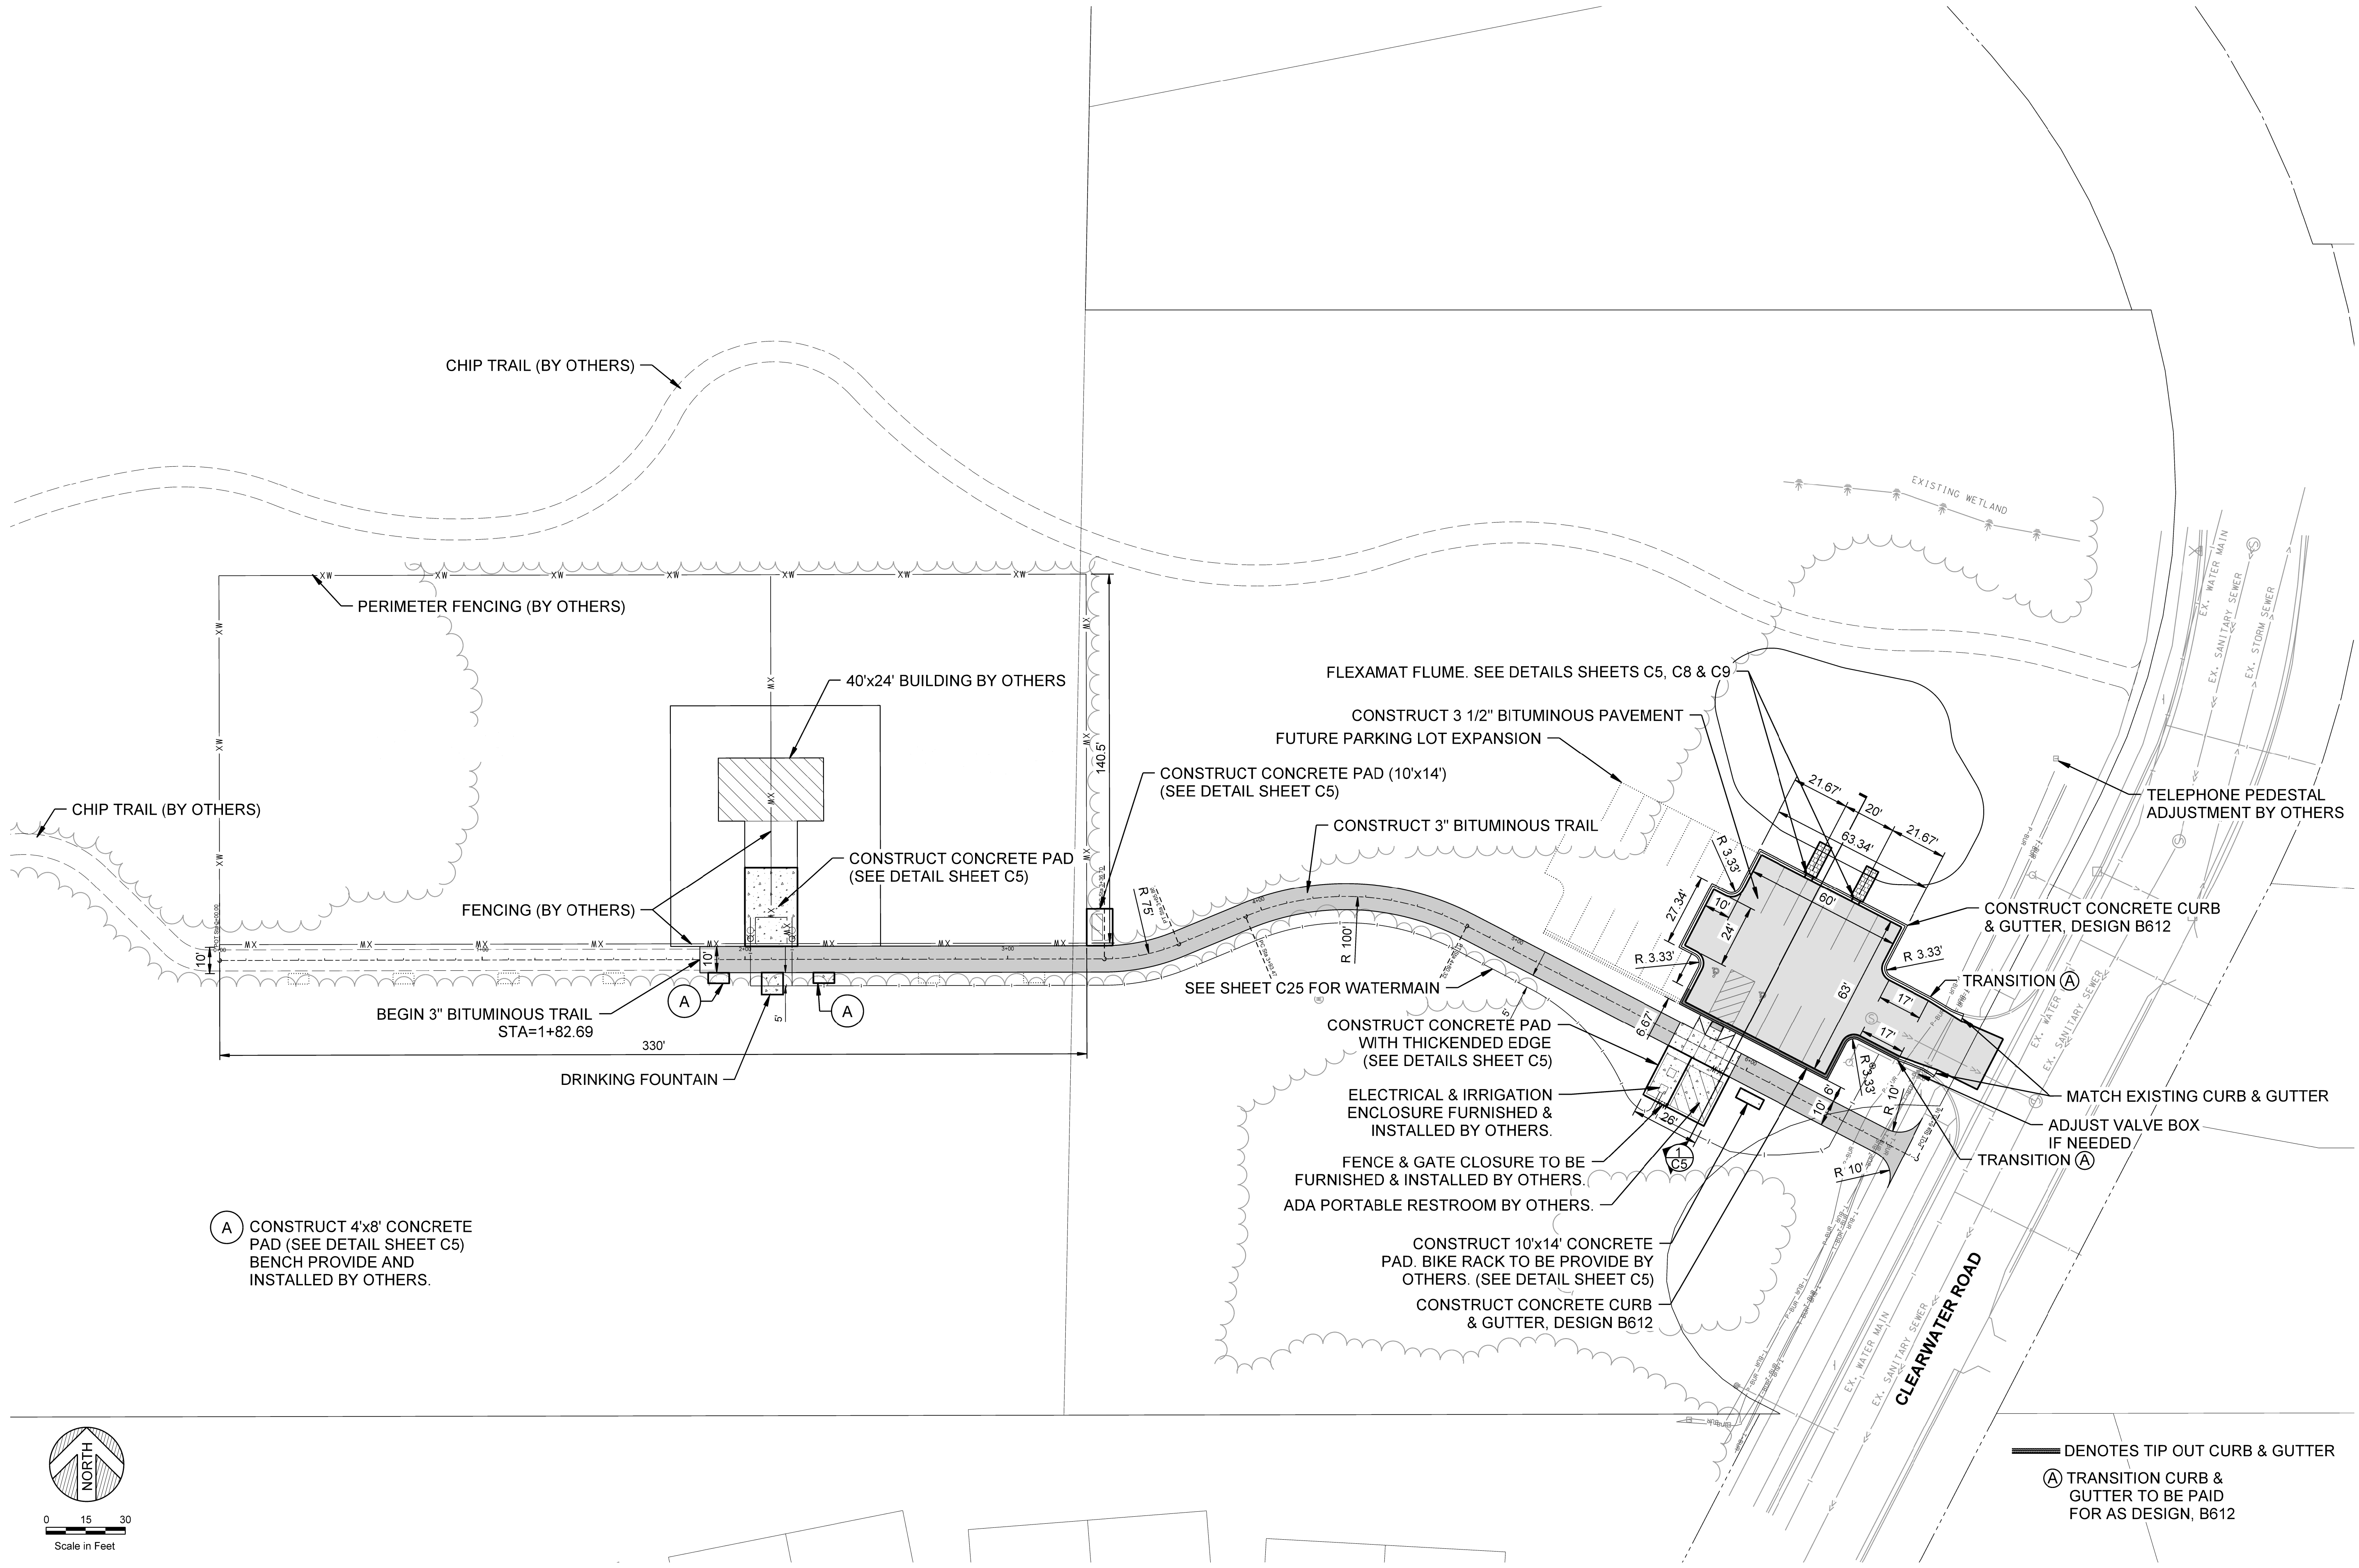 CHIP TRAIL (BY OTHERS)
EXISTING WETLAND
XW
XW
XW
XW
XW
XW
XW
PERIMETER FENCING (BY OTHERS)
EX. WATER MAIN
EX. SANITARY SEWER
EX. STORM SEWER
40'x24' BUILDING BY OTHERS
FLEXAMAT FLUME. SEE DETAILS SHEETS C5, C8 & C9
CONSTRUCT 3 1/2" BITUMINOUS PAVEMENT
FUTURE PARKING LOT EXPANSION
140.5'
CONSTRUCT CONCRETE PAD (10'x14')
(SEE DETAIL SHEET C5)
21.67'
20'
21.67'
63.34'
TELEPHONE PEDESTAL
ADJUSTMENT BY OTHERS
CHIP TRAIL (BY OTHERS)
CONSTRUCT 3" BITUMINOUS TRAIL
CONSTRUCT CONCRETE PAD
(SEE DETAIL SHEET C5)
R 3.33'
27.34'
10'
60'
24'
R 75'
R 100'
FENCING (BY OTHERS)
CONSTRUCT CONCRETE CURB
& GUTTER, DESIGN B612
R 3.33'
R 3.33'
TRANSITION A
10'
10'
SEE SHEET C25 FOR WATERMAIN
63'
17'
17'
A
A
5'
5'
BEGIN 3" BITUMINOUS TRAIL
STA=1+82.69
330'
6.67'
CONSTRUCT CONCRETE PAD
WITH THICKENDED EDGE
(SEE DETAILS SHEET C5)
DRINKING FOUNTAIN
R 3.33'
R 10'
10'
6'
26'
ELECTRICAL & IRRIGATION
ENCLOSURE FURNISHED &
INSTALLED BY OTHERS.
MATCH EXISTING CURB & GUTTER
ADJUST VALVE BOX
IF NEEDED
TRANSITION A
1
C5
FENCE & GATE CLOSURE TO BE
FURNISHED & INSTALLED BY OTHERS.
R 10'
ADA PORTABLE RESTROOM BY OTHERS.
A CONSTRUCT 4'x8' CONCRETE
PAD (SEE DETAIL SHEET C5)
BENCH PROVIDE AND
INSTALLED BY OTHERS.
CONSTRUCT 10'x14' CONCRETE
PAD. BIKE RACK TO BE PROVIDE BY
OTHERS. (SEE DETAIL SHEET C5)
CONSTRUCT CONCRETE CURB
& GUTTER, DESIGN B612
EX. WATER MAIN
EX. SANITARY SEWER
CLEARWATER ROAD
NORTH
0 15 30
Scale in Feet
DENOTES TIP OUT CURB & GUTTER
A TRANSITION CURB &
GUTTER TO BE PAID
FOR AS DESIGN, B612